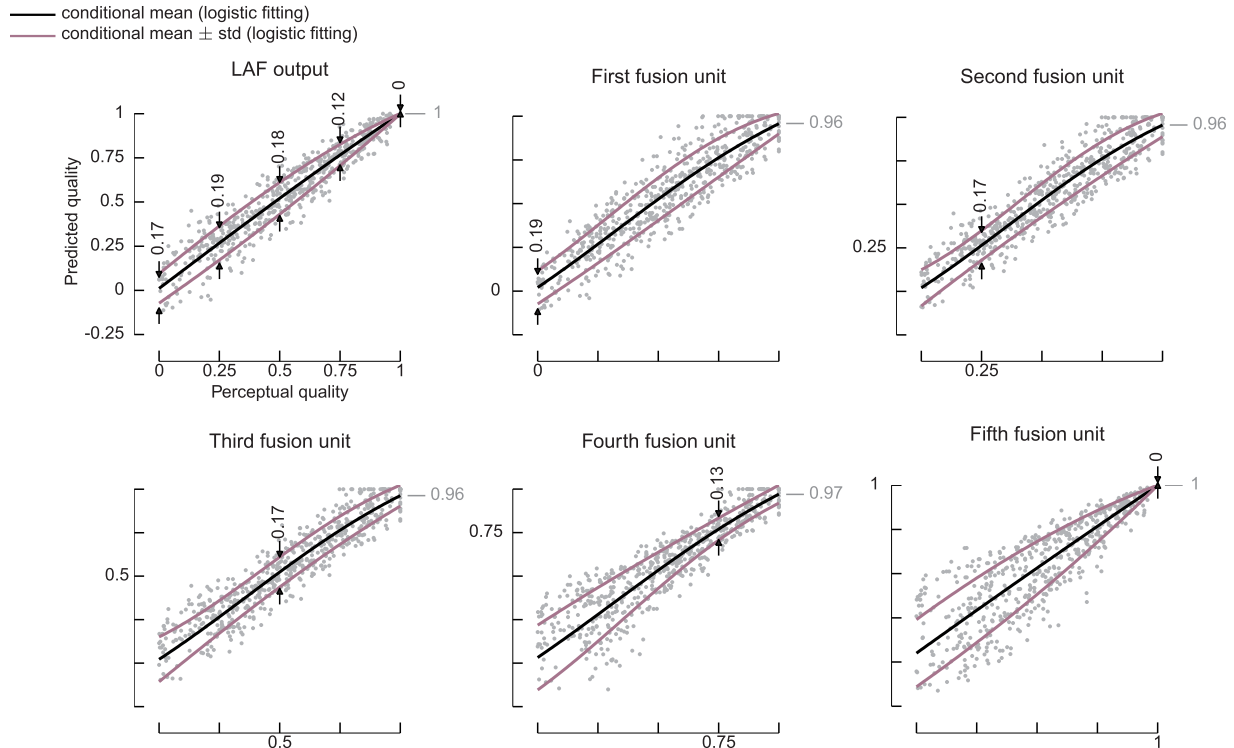 conditional mean (logistic fitting)
conditional mean ± std (logistic fitting)
LAF output
Predicted quality
1
0.75
0.5
0.25
0
-0.25
0.17
0.19
0.18
0.12
0
1
0 0.25 0.5 0.75 1
Perceptual quality
First fusion unit
0
0.19
0.96
0
Second fusion unit
0.25
0.17
0.96
0.25
Third fusion unit
0.5
0.17
0.96
0.5
Fourth fusion unit
0.75
0.13
0.97
0.75
Fifth fusion unit
1
0
1
1